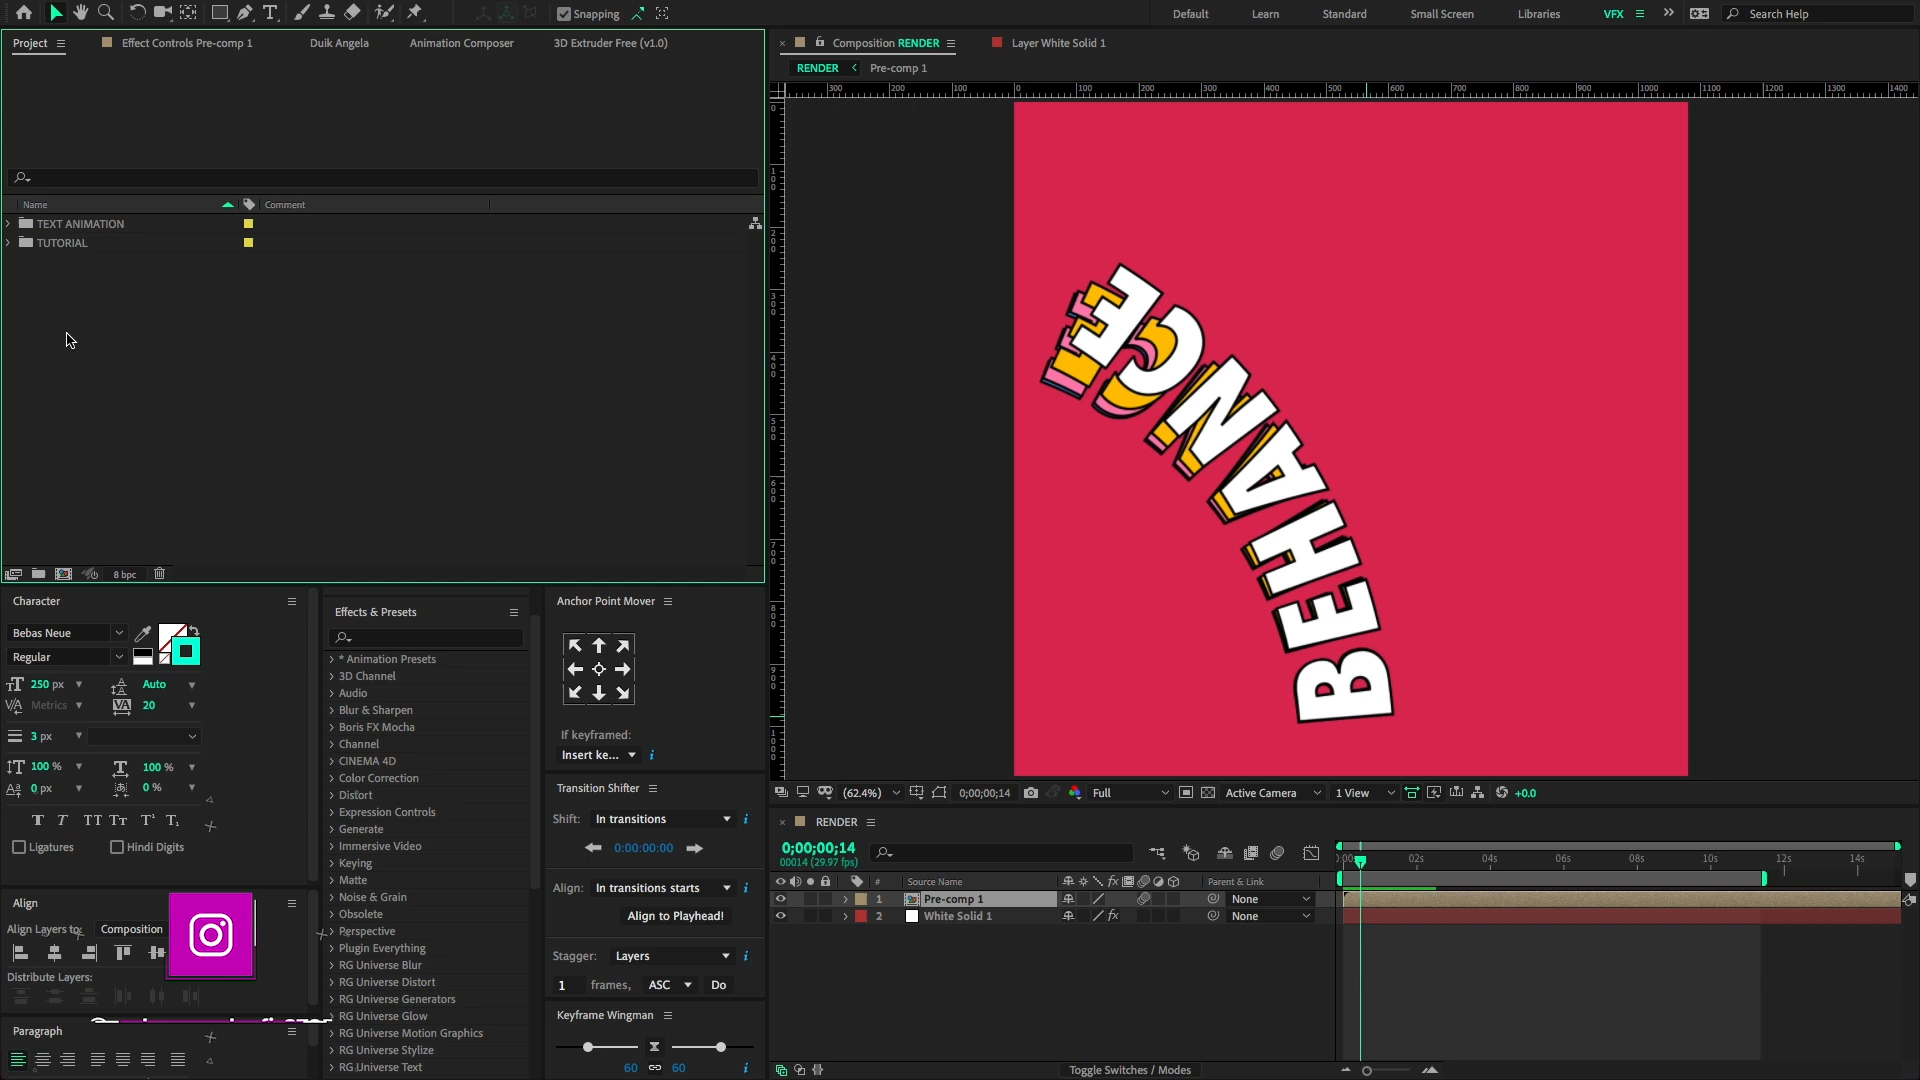 Snapping
Default
Learn
Standard
Small Screen
Libraries
VFX
Search Help
Project
Effect Controls Pre-comp 1
Duik Angela
Animation Composer
3D Extruder Free (v1.0)
Composition RENDER
Layer White Solid 1
RENDER
Pre-comp 1
Name
Comment
TEXT ANIMATION
TUTORIAL
8 bpc
BEHANCE
(62.4%)
0;00;00;14
Full
Active Camera
1 View
+0.0
Character
Bebas Neue
Regular
250 px
Auto
Metrics
20
3 px
100 %
100 %
0 px
0 %
Ligatures
Hindi Digits
Align
Align Layers to:
Composition
Distribute Layers:
Paragraph
Effects & Presets
* Animation Presets
3D Channel
Audio
Blur & Sharpen
Boris FX Mocha
Channel
CINEMA 4D
Color Correction
Distort
Expression Controls
Generate
Immersive Video
Keying
Matte
Noise & Grain
Obsolete
Perspective
Plugin Everything
RG Universe Blur
RG Universe Distort
RG Universe Generators
RG Universe Glow
RG Universe Motion Graphics
RG Universe Stylize
RG Universe Text
Anchor Point Mover
If keyframed:
Insert ke...
Transition Shifter
Shift:
In transitions
0:00:00:00
Align:
In transitions starts
Align to Playhead!
Stagger:
Layers
1
frames,
ASC
Do
Keyframe Wingman
60
60
RENDER
0;00;00;14
00014 (29.97 fps)
02s
04s
06s
08s
10s
12s
14s
#
Source Name
Parent & Link
1
Pre-comp 1
None
2
White Solid 1
None
Toggle Switches / Modes